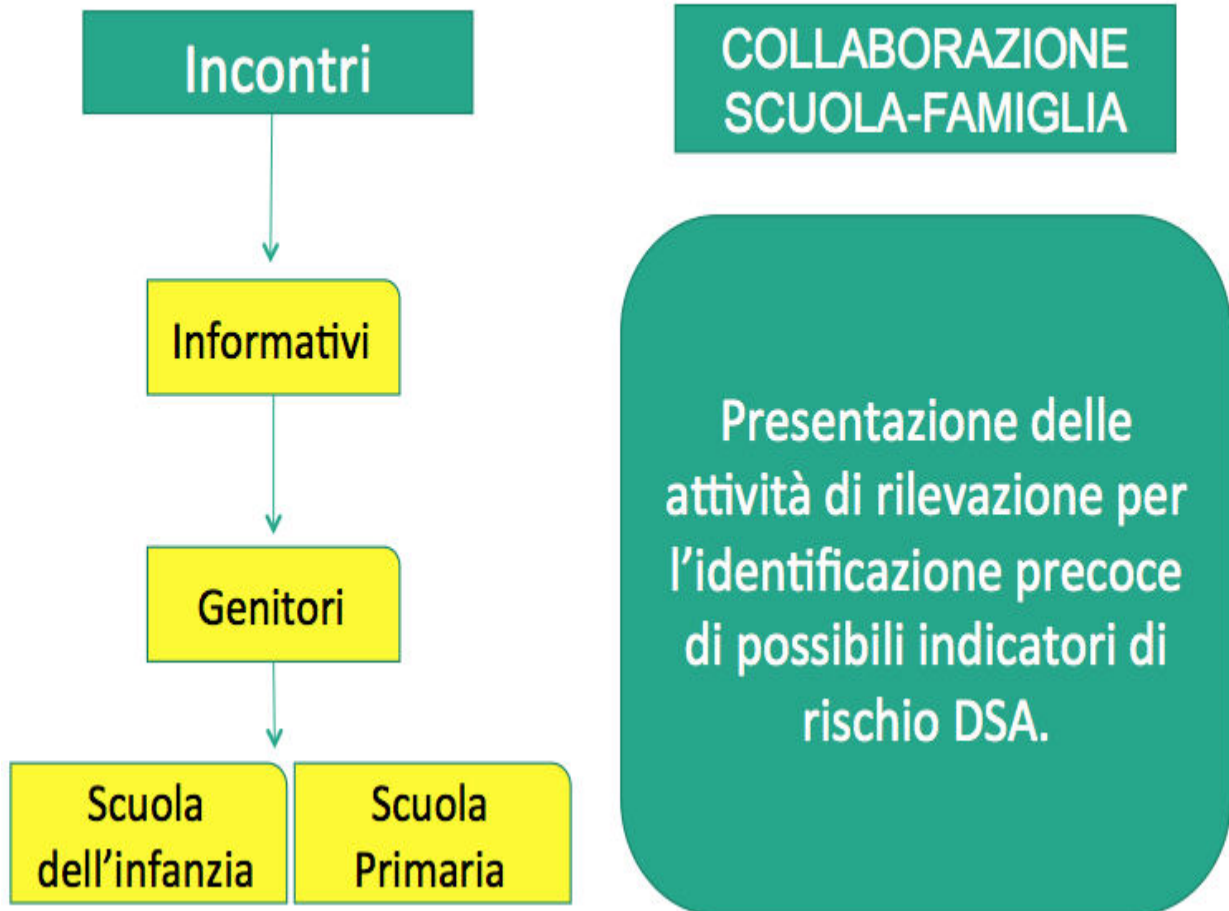 Incontri
Informativi
Genitori
Scuola
dell'infanzia
Scuola
Primaria
COLLABORAZIONE
SCUOLA-FAMIGLIA
Presentazione delle
attività di rilevazione per
l'identificazione precoce
di possibili indicatori di
rischio DSA.